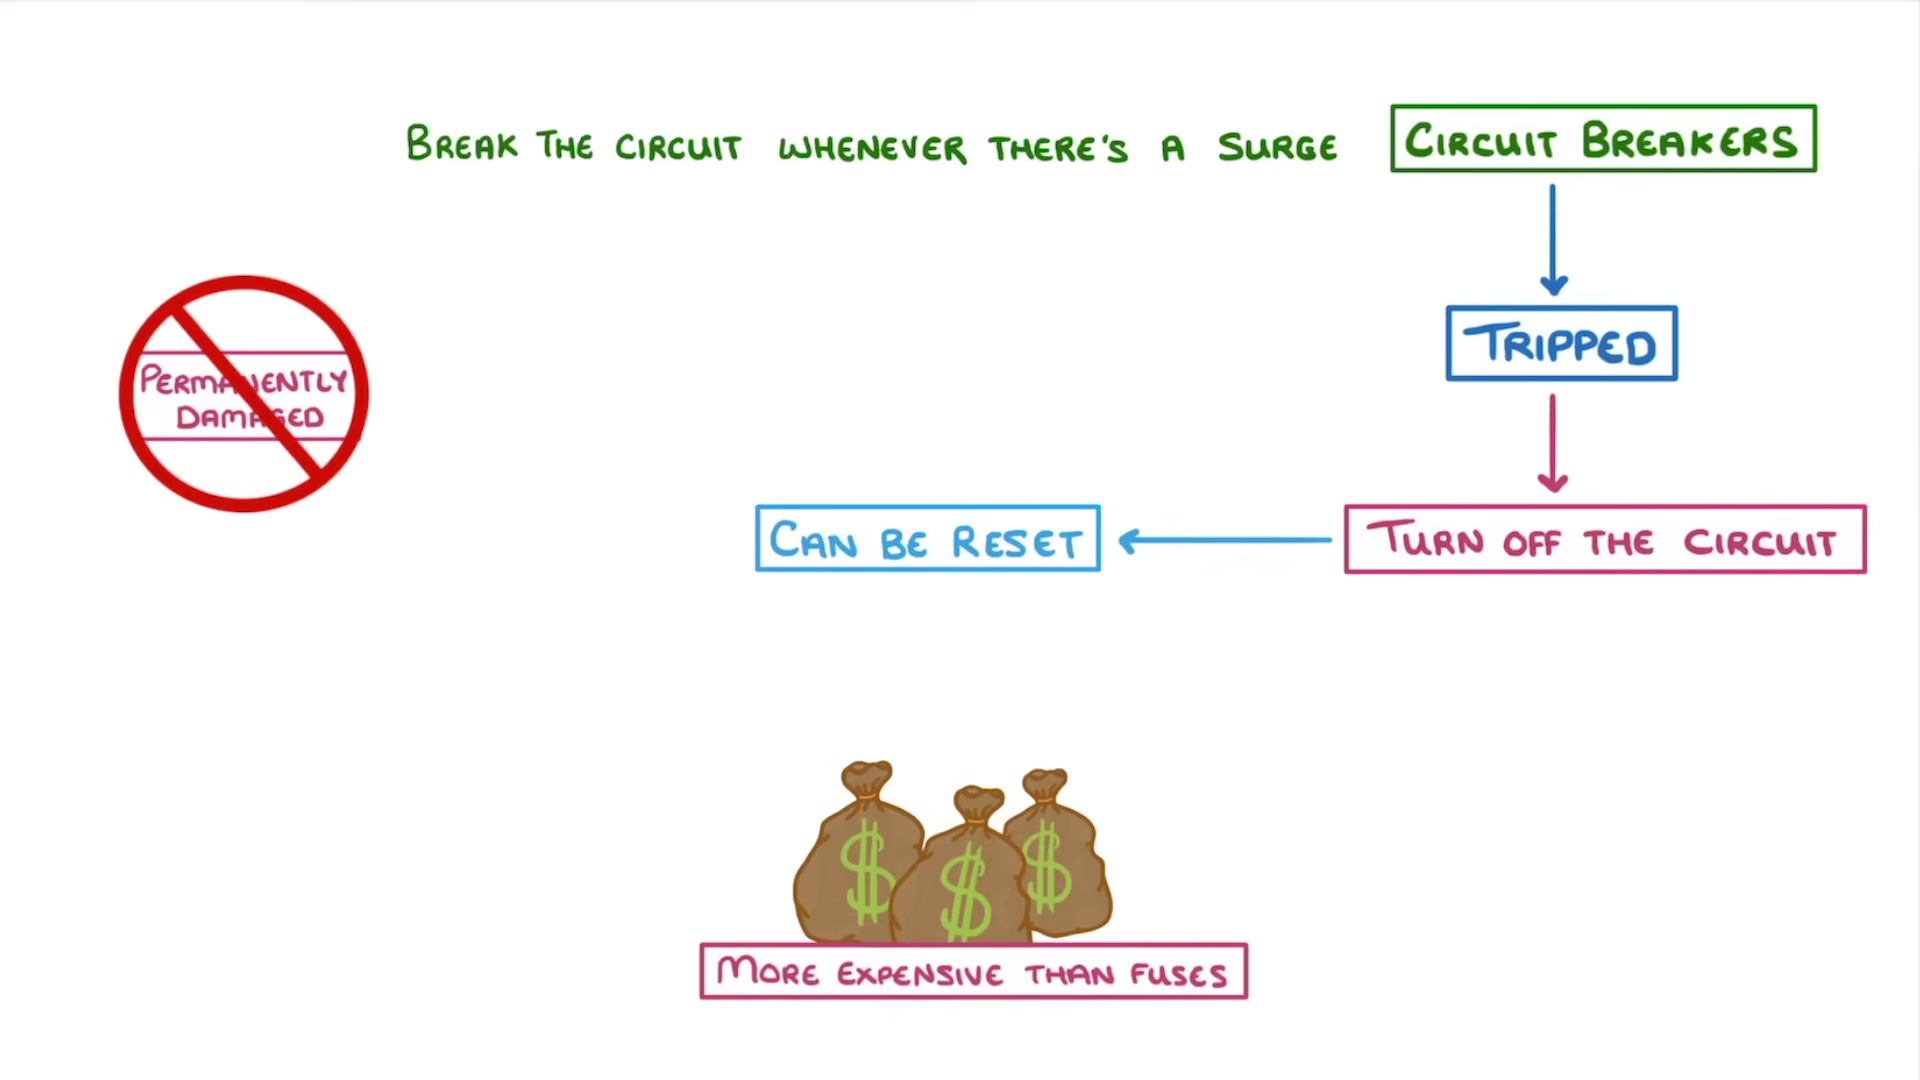 BREAK THE CIRCUIT WHENEVER THERE'S A SURGE
CIRCUIT BREAKERS
TRIPPED
PERMANENTLY
DAMAGED
CAN BE RESET
TURN OFF THE CIRCUIT
$ $ $
MORE EXPENSIVE THAN FUSES